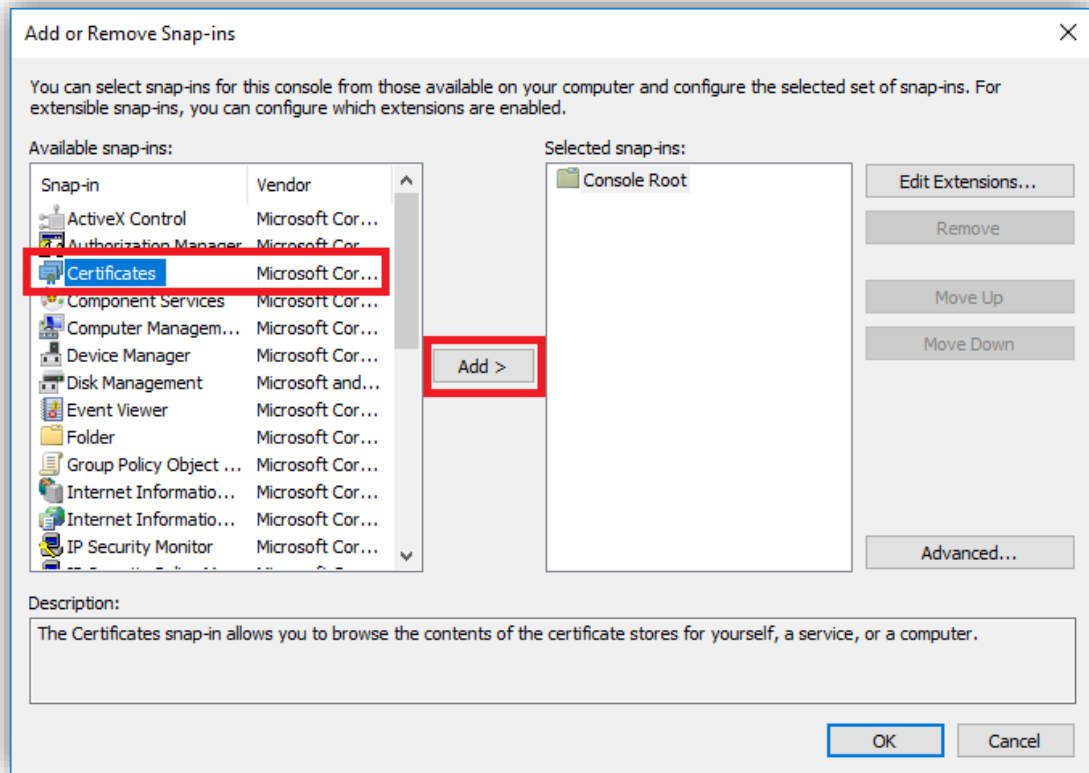 Add or Remove Snap-ins
You can select snap-ins for this console from those available on your computer and configure the selected set of snap-ins. For
extensible snap-ins, you can configure which extensions are enabled.
Available snap-ins:
Snap-in Vendor
ActiveX Control Microsoft Cor...
Authorization Manager Microsoft Cor...
Certificates Microsoft Cor...
Component Services Microsoft Cor...
Computer Managem... Microsoft Cor...
Device Manager Microsoft Cor...
Disk Management Microsoft and...
Event Viewer Microsoft Cor...
Folder Microsoft Cor...
Group Policy Object ... Microsoft Cor...
Internet Informatio... Microsoft Cor...
Internet Informatio... Microsoft Cor...
IP Security Monitor Microsoft Cor...
Add >
Selected snap-ins:
Console Root
Edit Extensions...
Remove
Move Up
Move Down
Advanced...
Description:
The Certificates snap-in allows you to browse the contents of the certificate stores for yourself, a service, or a computer.
OK
Cancel